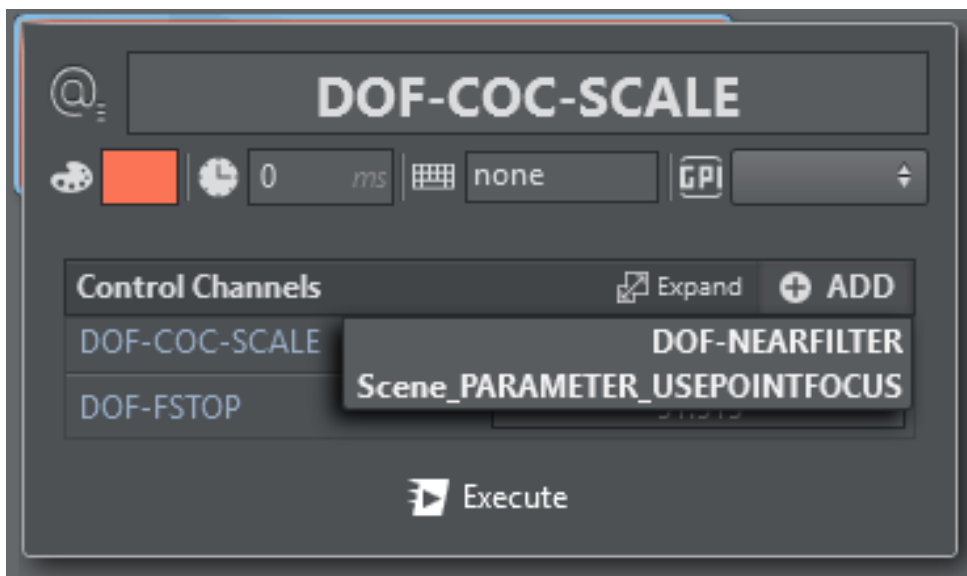 DOF-COC-SCALE
0 ms none GPI
Control Channels Expand ADD
DOF-COC-SCALE
DOF-NEARFILTER
Scene_PARAMETER_USEPOINTFOCUS
DOF-FSTOP
Execute